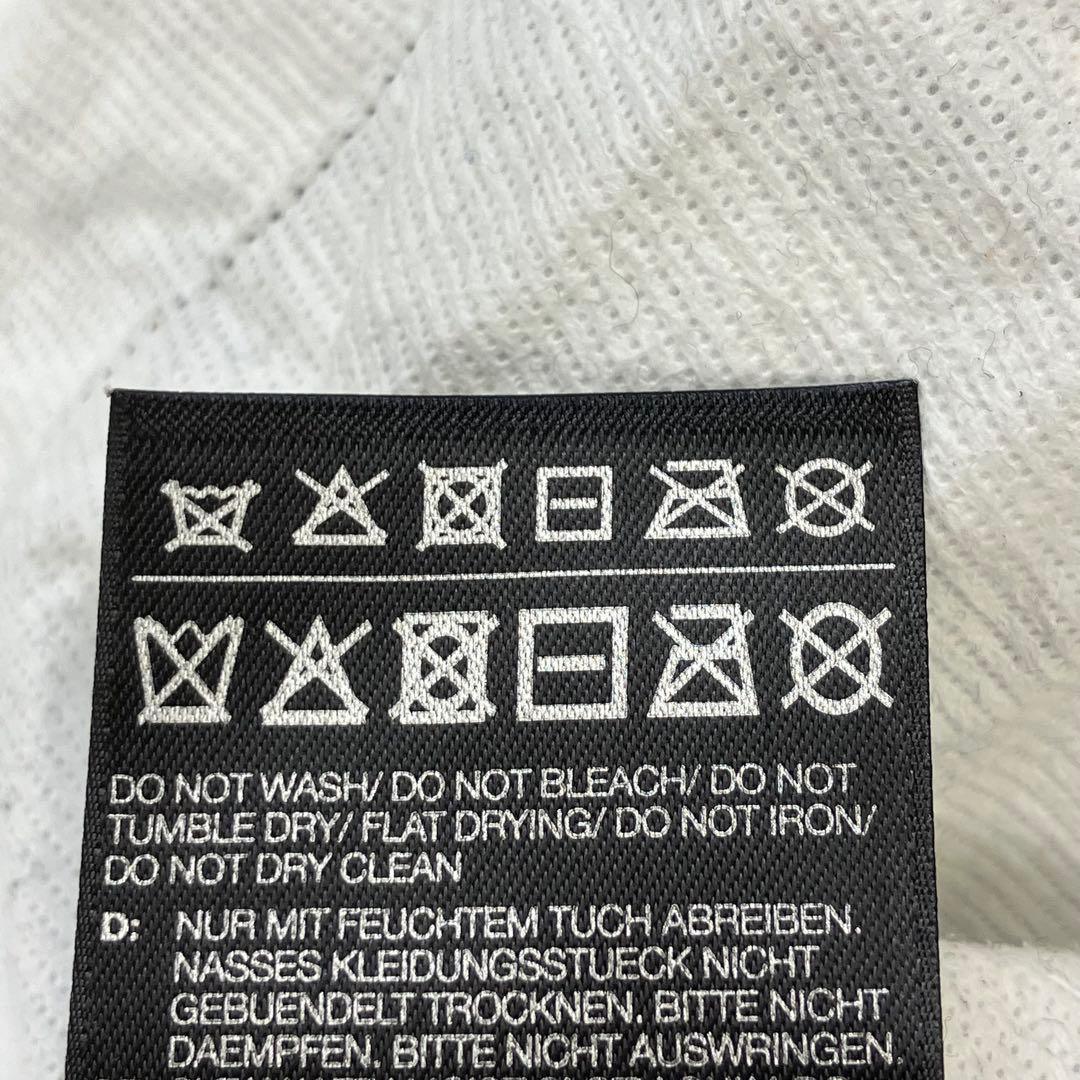 DO NOT WASH/ DO NOT BLEACH/ DO NOT
TUMBLE DRY/ FLAT DRYING/ DO NOT IRON/
DO NOT DRY CLEAN
D: NUR MIT FEUCHTEM TUCH ABREIBEN.
NASSES KLEIDUNGSSTUECK NICHT
GEBUENDELT TROCKNEN. BITTE NICHT
DAEMPFEN. BITTE NICHT AUSWRINGEN.